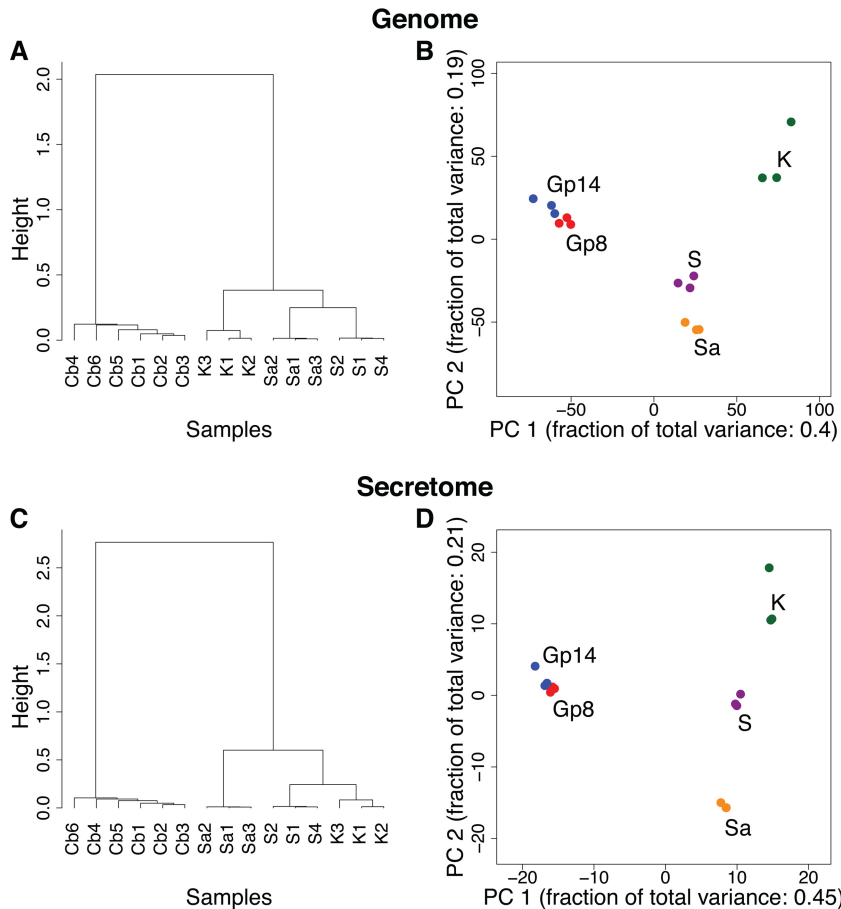 Genome
A
2.0
1.5
1.0
0.5
0.0
Height
Cb4 Cb6 Cb5 Cb1 Cb2 Cb3 K3 K1 K2 Sa2 Sa1 Sa3 S2 S1 S4
Samples
B
PC 2 (fraction of total variance: 0.19)
100
50
0
50
Gp14
Gp8
K
S
Sa
−50 0 50 100
PC 1 (fraction of total variance: 0.4)
Secretome
C
2.5
2.0
1.5
1.0
0.5
0.0
Height
Cb6 Cb4 Cb5 Cb1 Cb2 Cb3 Sa2 Sa1 Sa3 S2 S1 S4 K3 K1 K2
Samples
D
PC 2 (fraction of total variance: 0.21)
20
10
0
−10
−20
Gp14
Gp8
K
S
Sa
−20 −10 0 10 20
PC 1 (fraction of total variance: 0.45)